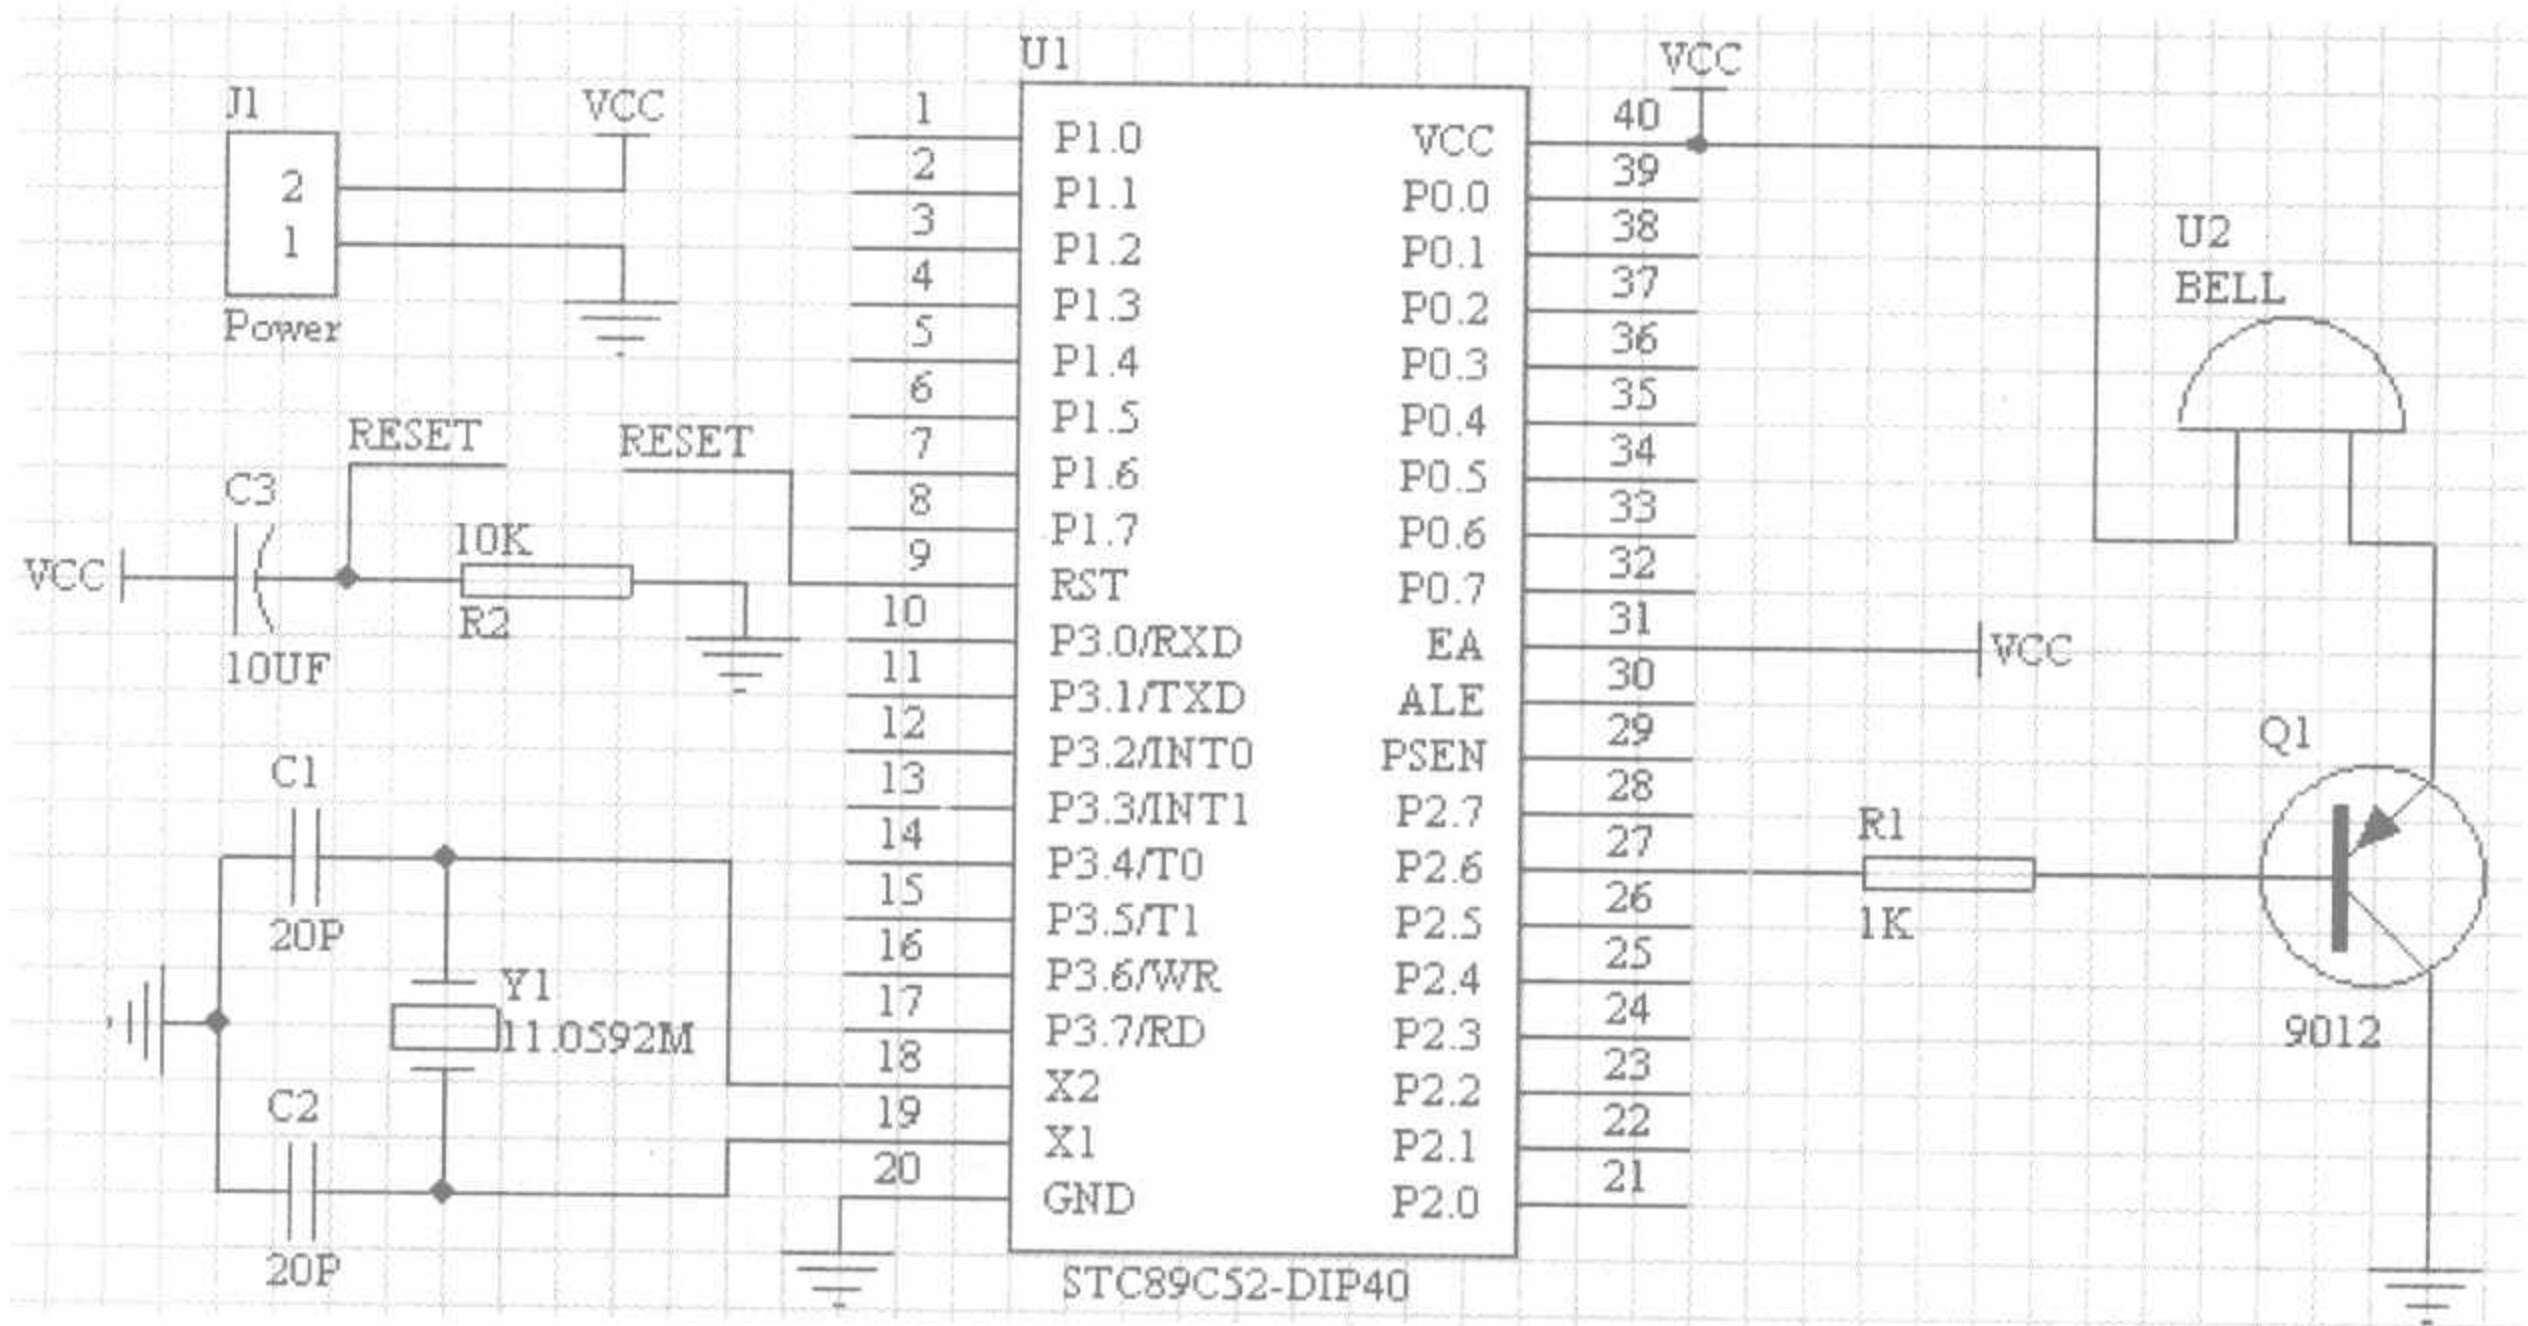 J1
2
1
Power
VCC
RESET
RESET
C3
VCC
10UF
10K
R2
C1
20P
Y1
11.0592M
C2
20P
U1
1
2
3
4
5
6
7
8
9
10
11
12
13
14
15
16
17
18
19
20
P1.0
P1.1
P1.2
P1.3
P1.4
P1.5
P1.6
P1.7
RST
P3.0/RXD
P3.1/TXD
P3.2/INT0
P3.3/INT1
P3.4/T0
P3.5/T1
P3.6/WR
P3.7/RD
X2
X1
GND
VCC
P0.0
P0.1
P0.2
P0.3
P0.4
P0.5
P0.6
P0.7
EA
ALE
PSEN
P2.7
P2.6
P2.5
P2.4
P2.3
P2.2
P2.1
P2.0
40
39
38
37
36
35
34
33
32
31
30
29
28
27
26
25
24
23
22
21
STC89C52-DIP40
VCC
U2
BELL
VCC
R1
1K
Q1
9012